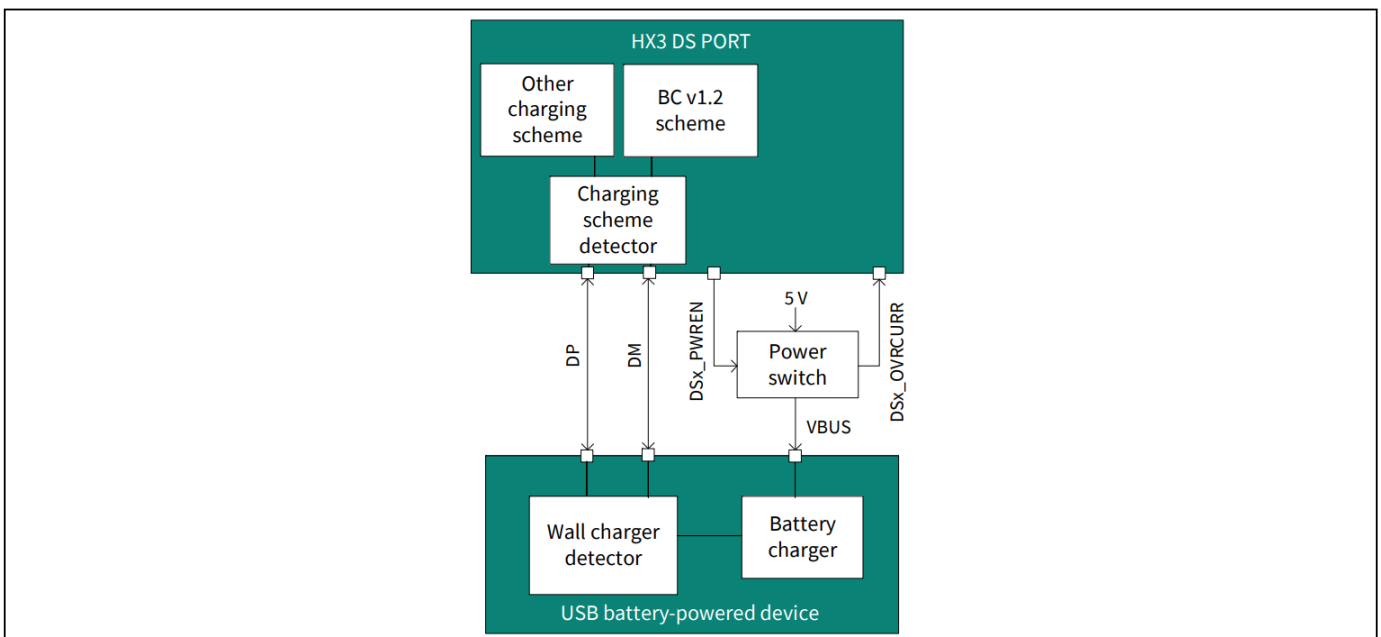 HX3 DS PORT
Other
charging
scheme
BC v1.2
scheme
Charging
scheme
detector
DP
DM
DSx_PWREN
5 V
Power
switch
DSx_OVRCURR
VBUS
Wall charger
detector
Battery
charger
USB battery-powered device